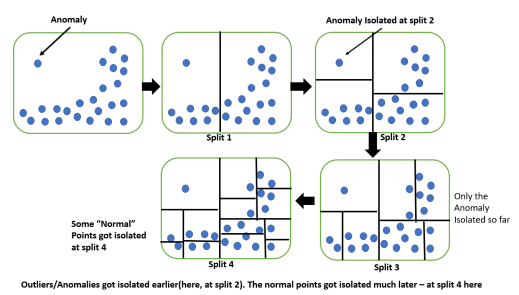 Anomaly
Anomaly Isolated at split 2
Split 1
Split 2
Some “Normal”
Points got isolated
at split 4
Split 4
Split 3
Only the
Anomaly
Isolated so far
Outliers/Anomalies got isolated earlier(here, at split 2). The normal points got isolated much later – at split 4 here